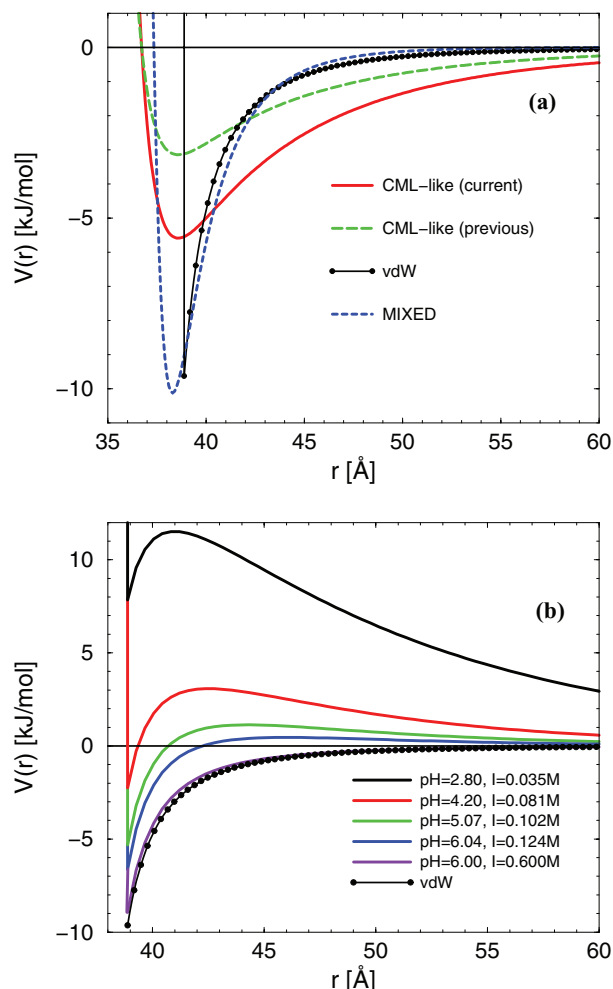 0
(a)
CML-like (current)
CML-like (previous)
vdW
MIXED
−5
−10
V(r) [kJ/mol]
35 40 45 50 55 60
r [Å]
10
(b)
5
0
pH=2.80, I=0.035M
pH=4.20, I=0.081M
pH=5.07, I=0.102M
pH=6.04, I=0.124M
pH=6.00, I=0.600M
vdW
−5
−10
V(r) [kJ/mol]
40 45 50 55 60
r [Å]